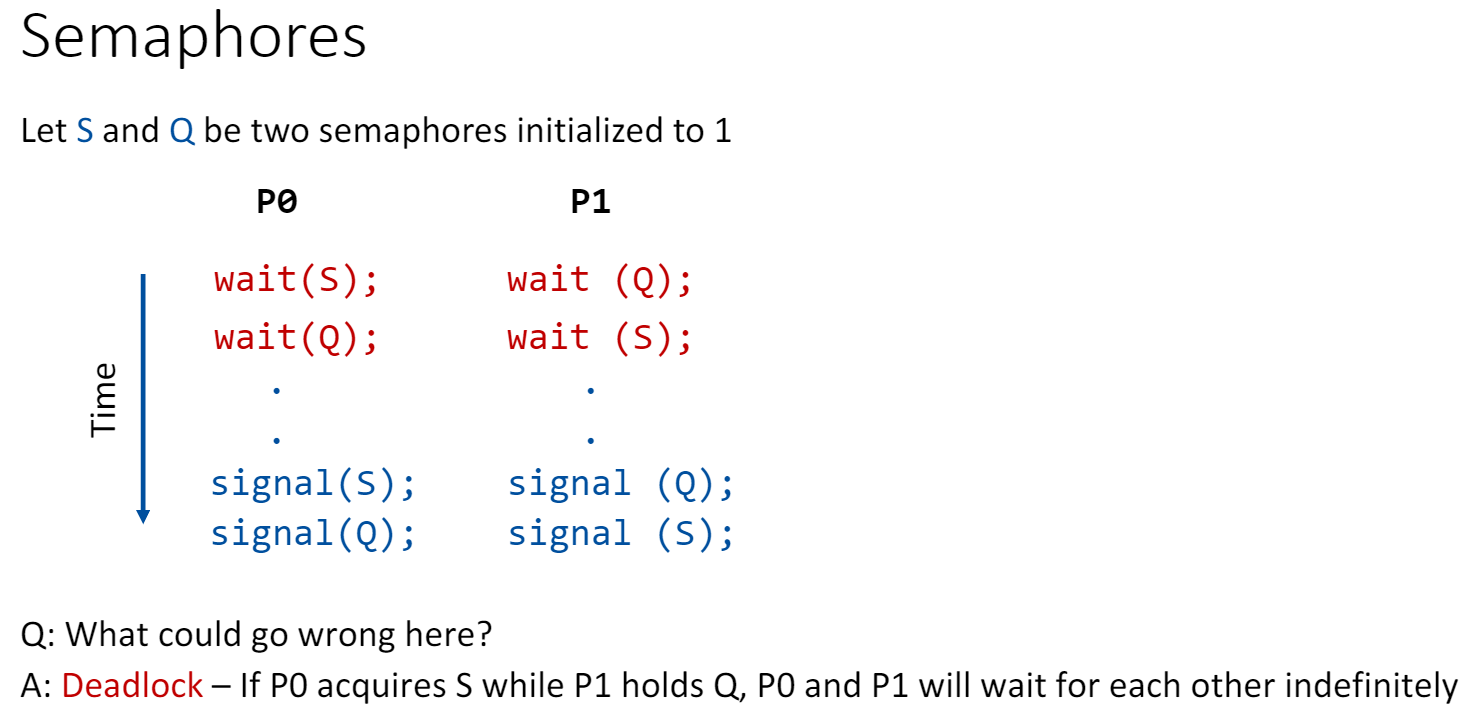 Semaphores
Let S and Q be two semaphores initialized to 1
P0 P1
wait(S); wait (Q);
wait(Q); wait (S);
. .
. .
signal(S); signal (Q);
signal(Q); signal (S);
Time
Q: What could go wrong here?
A: Deadlock – If P0 acquires S while P1 holds Q, P0 and P1 will wait for each other indefinitely